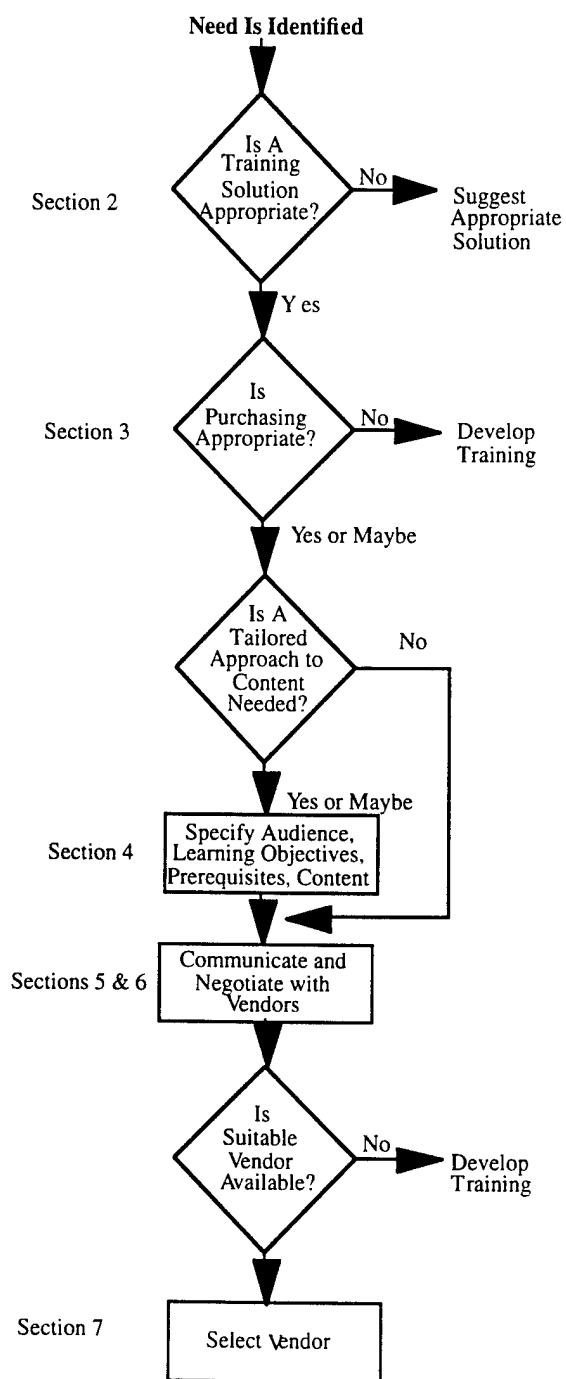 Need Is Identified
Is A
Training
Solution
Appropriate?
No
Section 2
Suggest
Appropriate
Solution
Y es
Is
Purchasing
Appropriate?
No
Section 3
Develop
Training
Yes or Maybe
Is A
Tailored
Approach to
Content
Needed?
No
Yes or Maybe
Section 4
Specify Audience,
Learning Objectives,
Prerequisites, Content
Sections 5 & 6
Communicate and
Negotiate with
Vendors
Is
Suitable
Vendor
Available?
No
Develop
Training
Section 7
Select Vendor